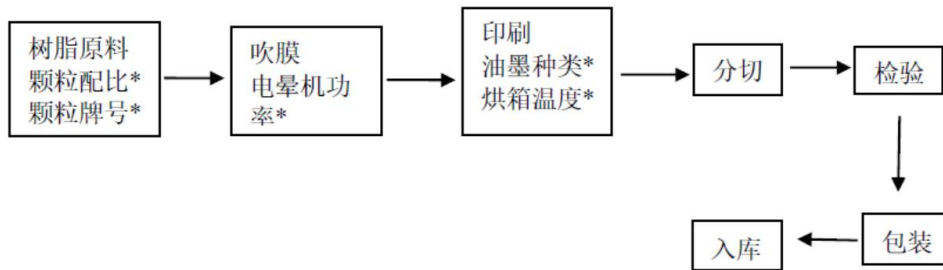 树脂原料
颗粒配比*
颗粒牌号*
吹膜
电晕机功
率*
印刷
油墨种类*
烘箱温度*
分切
检验
包装
入库